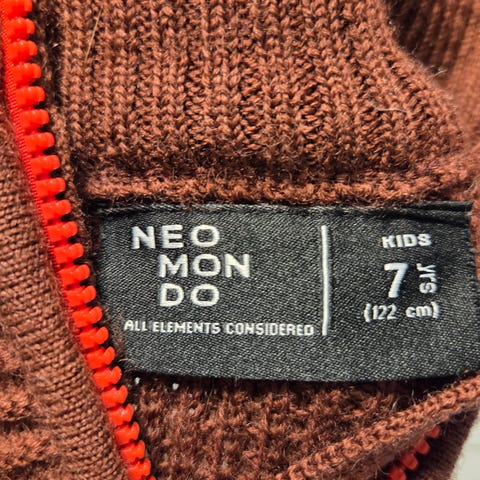 NEO
MON
DO
ALL ELEMENTS CONSIDERED
KIDS
7 yrs
(122 cm)